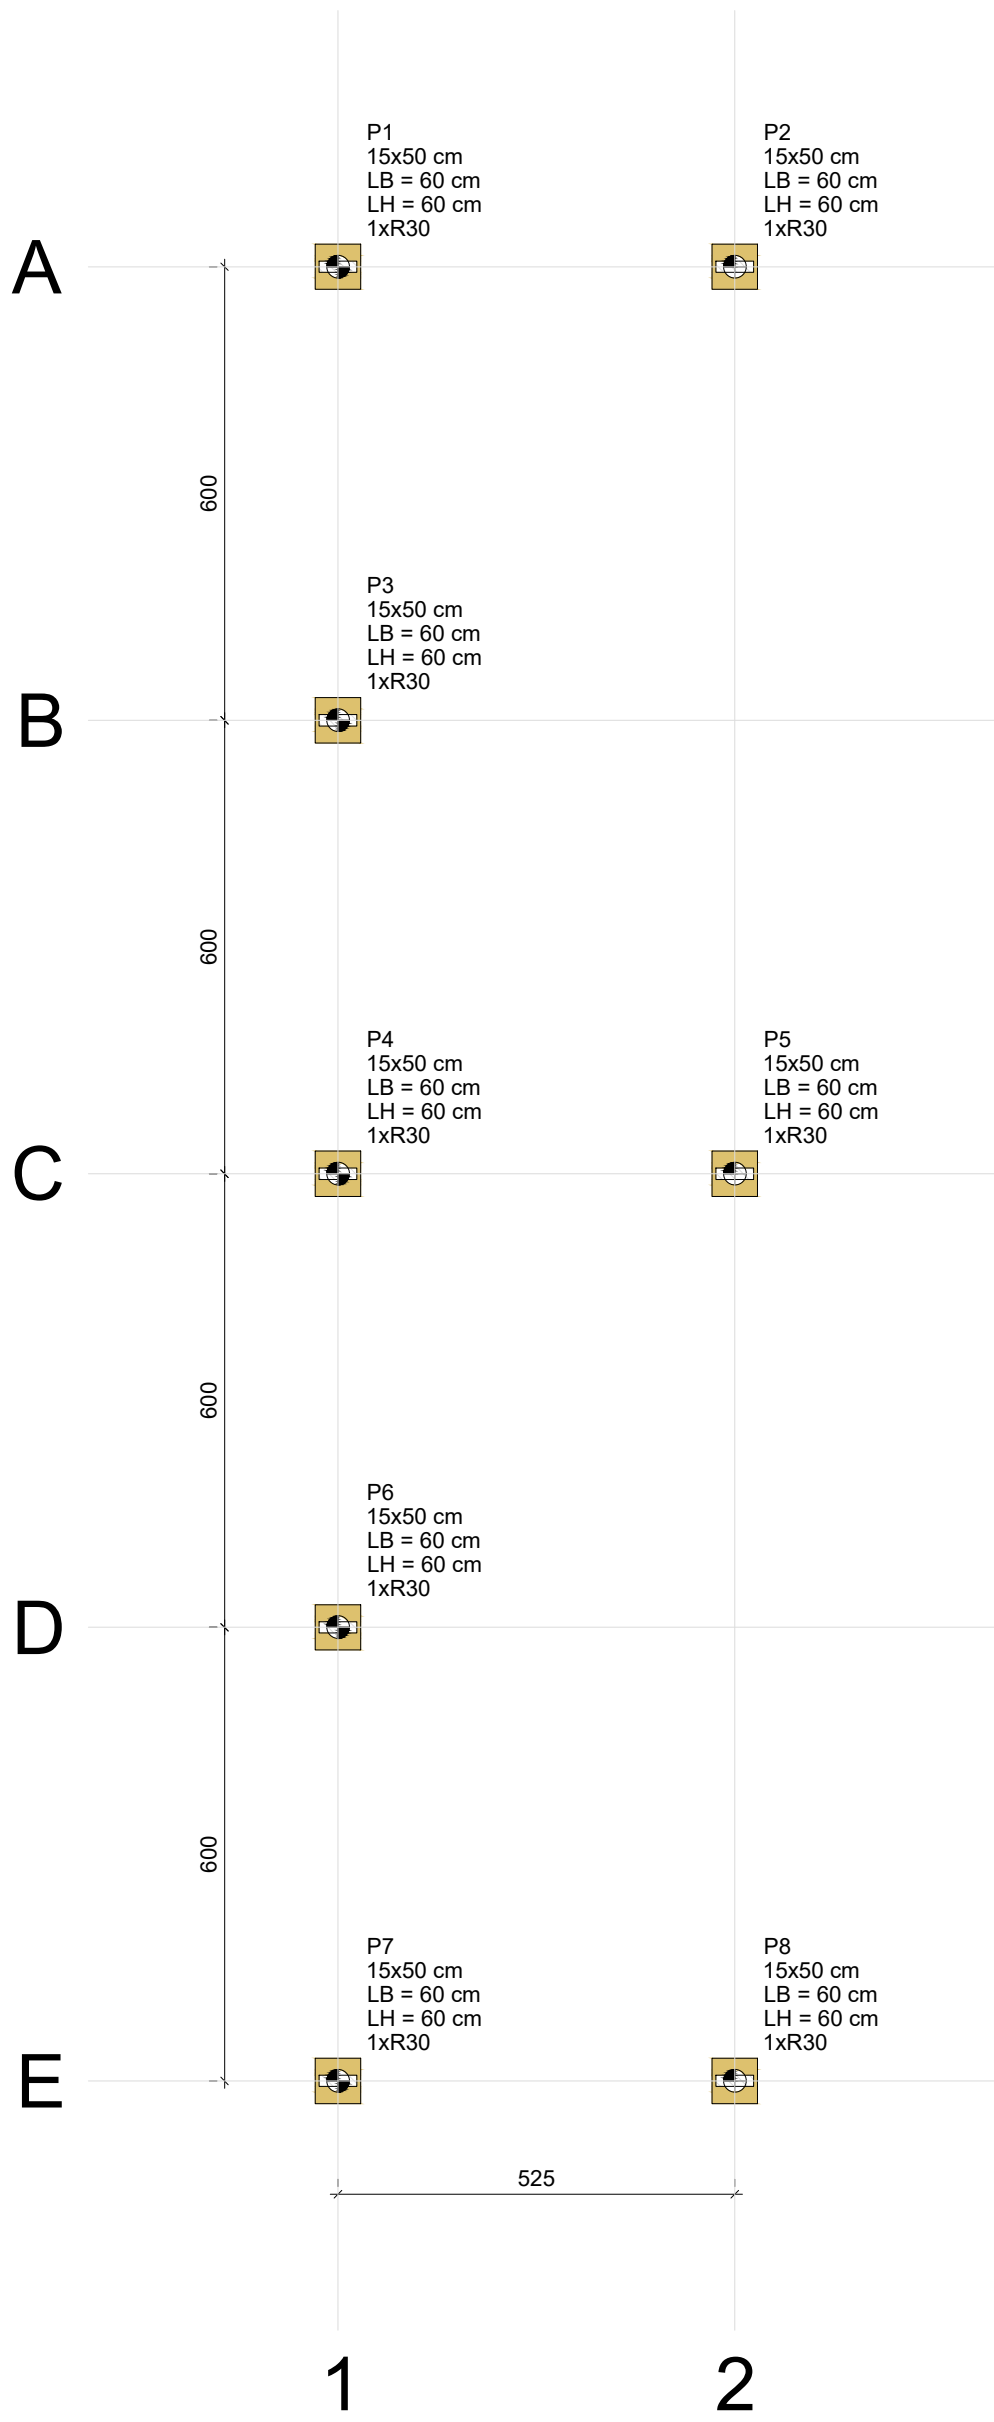 P1
15x50 cm
LB = 60 cm
LH = 60 cm
1xR30
P2
15x50 cm
LB = 60 cm
LH = 60 cm
1xR30
A
600
P3
15x50 cm
LB = 60 cm
LH = 60 cm
1xR30
B
600
P4
15x50 cm
LB = 60 cm
LH = 60 cm
1xR30
P5
15x50 cm
LB = 60 cm
LH = 60 cm
1xR30
C
600
P6
15x50 cm
LB = 60 cm
LH = 60 cm
1xR30
D
600
P7
15x50 cm
LB = 60 cm
LH = 60 cm
1xR30
P8
15x50 cm
LB = 60 cm
LH = 60 cm
1xR30
E
525
1
2